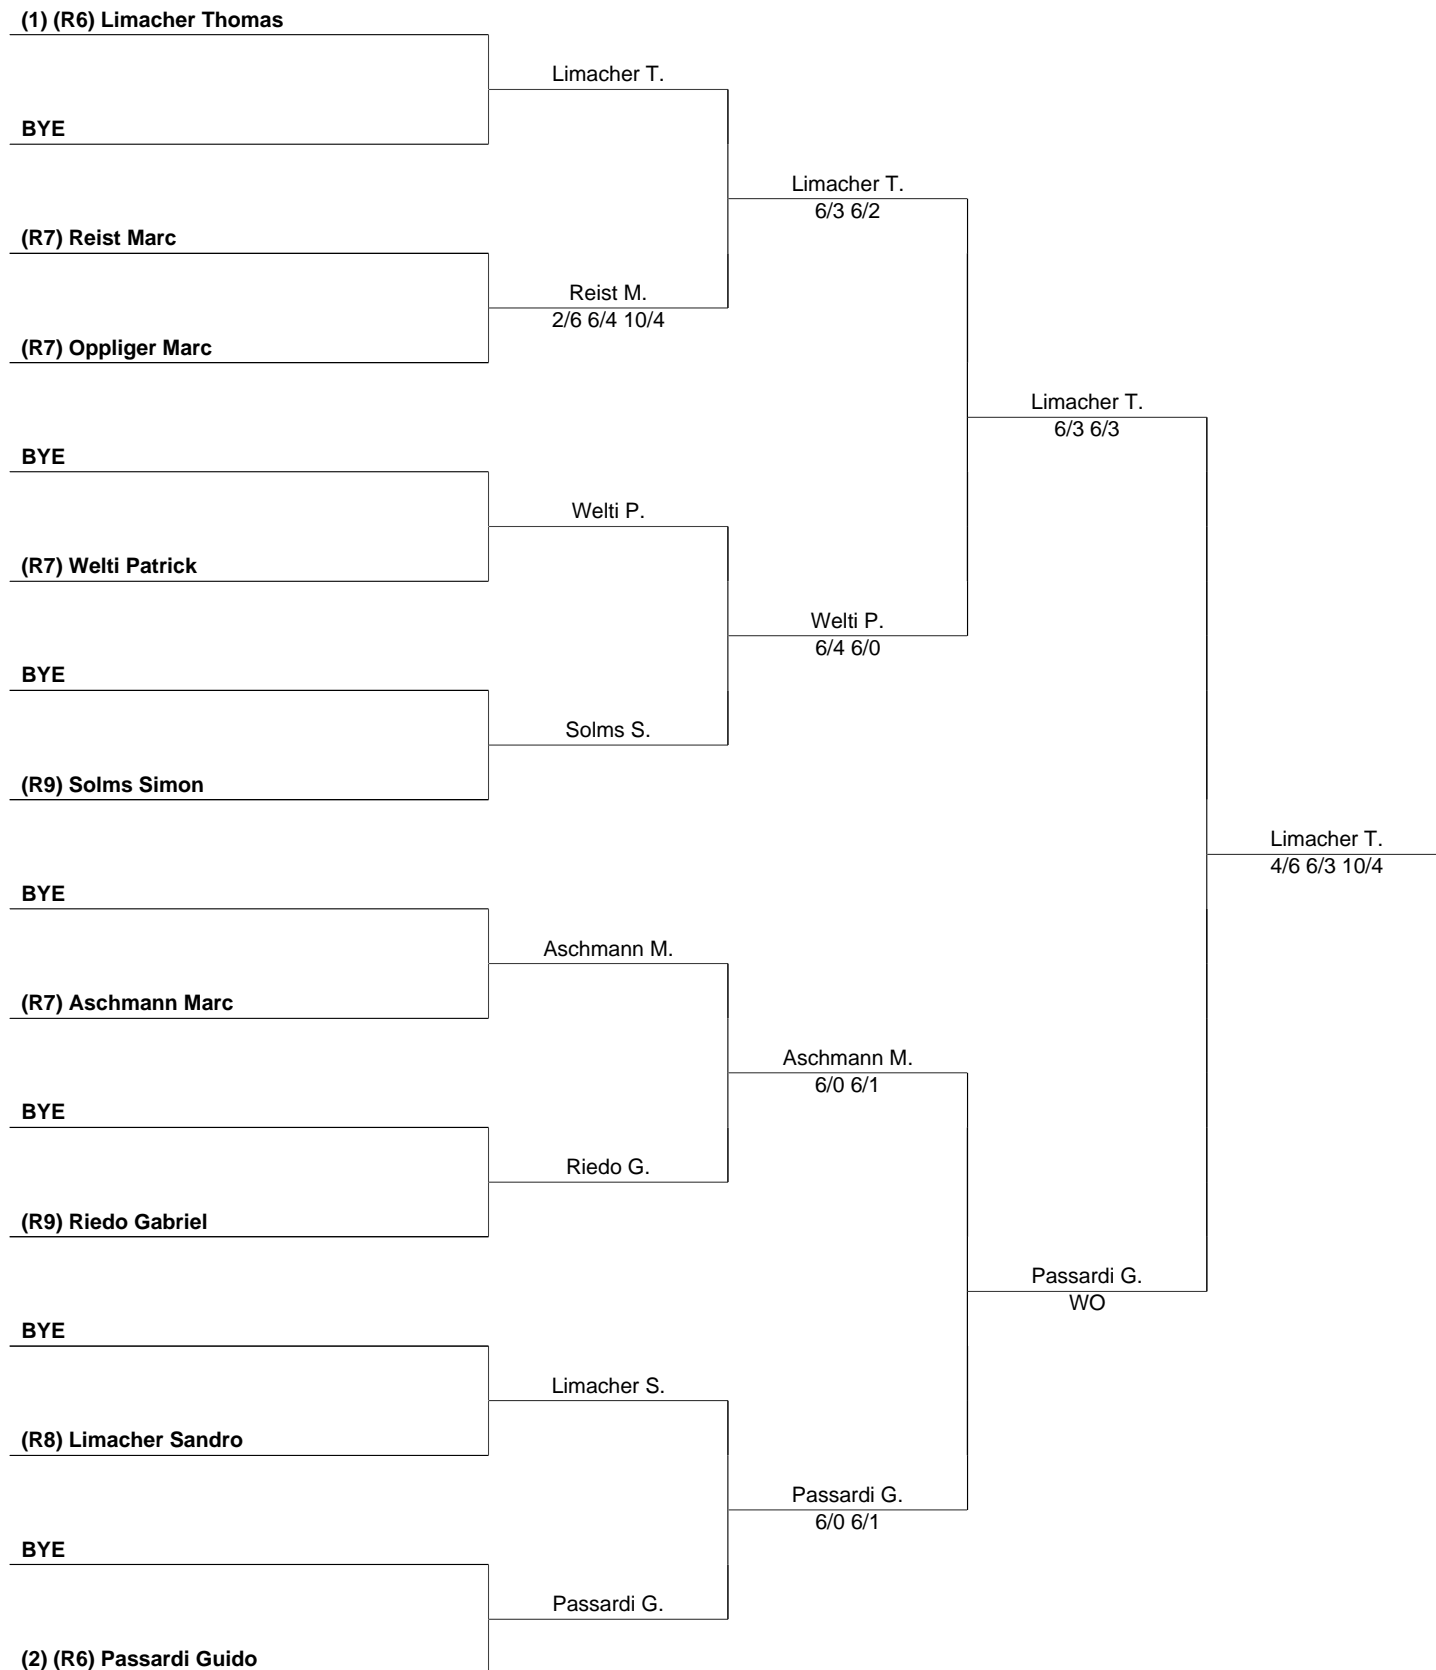 (1) (R6) Limacher Thomas
Limacher T.
BYE
Limacher T.
6/3 6/2
(R7) Reist Marc
Reist M.
2/6 6/4 10/4
(R7) Oppliger Marc
Limacher T.
6/3 6/3
BYE
Welti P.
(R7) Welti Patrick
Welti P.
6/4 6/0
BYE
Solms S.
(R9) Solms Simon
Limacher T.
4/6 6/3 10/4
BYE
Aschmann M.
(R7) Aschmann Marc
Aschmann M.
6/0 6/1
BYE
Riedo G.
(R9) Riedo Gabriel
Passardi G.
WO
BYE
Limacher S.
(R8) Limacher Sandro
Passardi G.
6/0 6/1
BYE
Passardi G.
(2) (R6) Passardi Guido